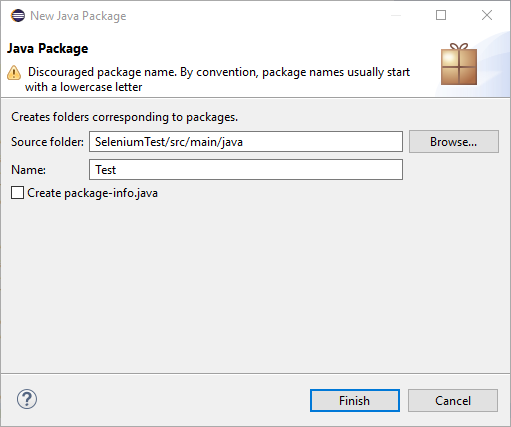 New Java Package
Java Package
Discouraged package name. By convention, package names usually start
with a lowercase letter
Creates folders corresponding to packages.
Source folder: SeleniumTest/src/main/java Browse...
Name: Test
Create package-info.java
? Finish Cancel